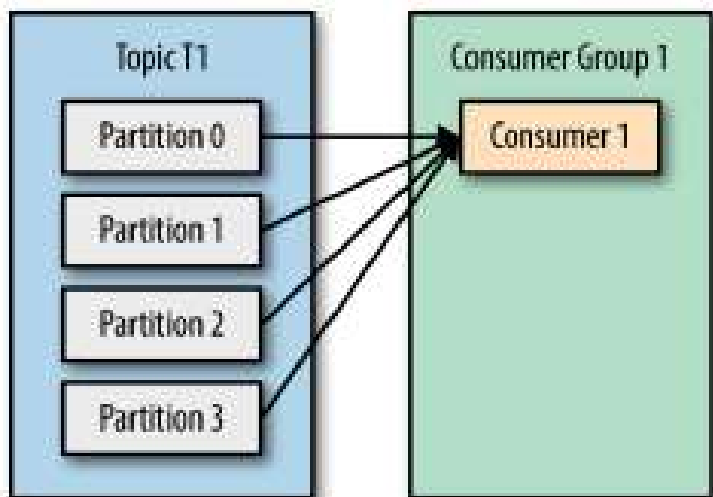 Topic T1
Partition 0
Partition 1
Partition 2
Partition 3
Consumer Group 1
Consumer 1